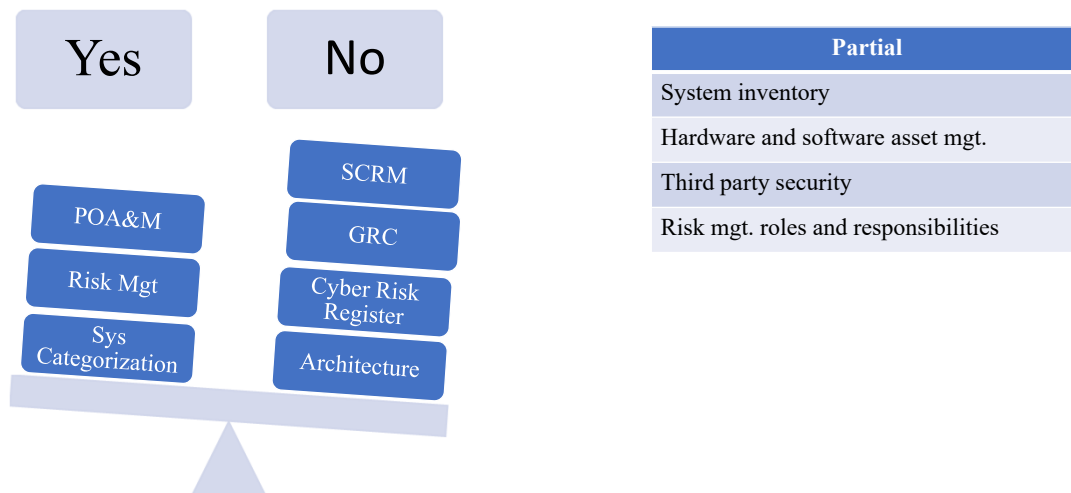 Yes
No
POA&M
Risk Mgt
Sys
Categorization
SCRM
GRC
Cyber Risk
Register
Architecture
Partial
System inventory
Hardware and software asset mgt.
Third party security
Risk mgt. roles and responsibilities